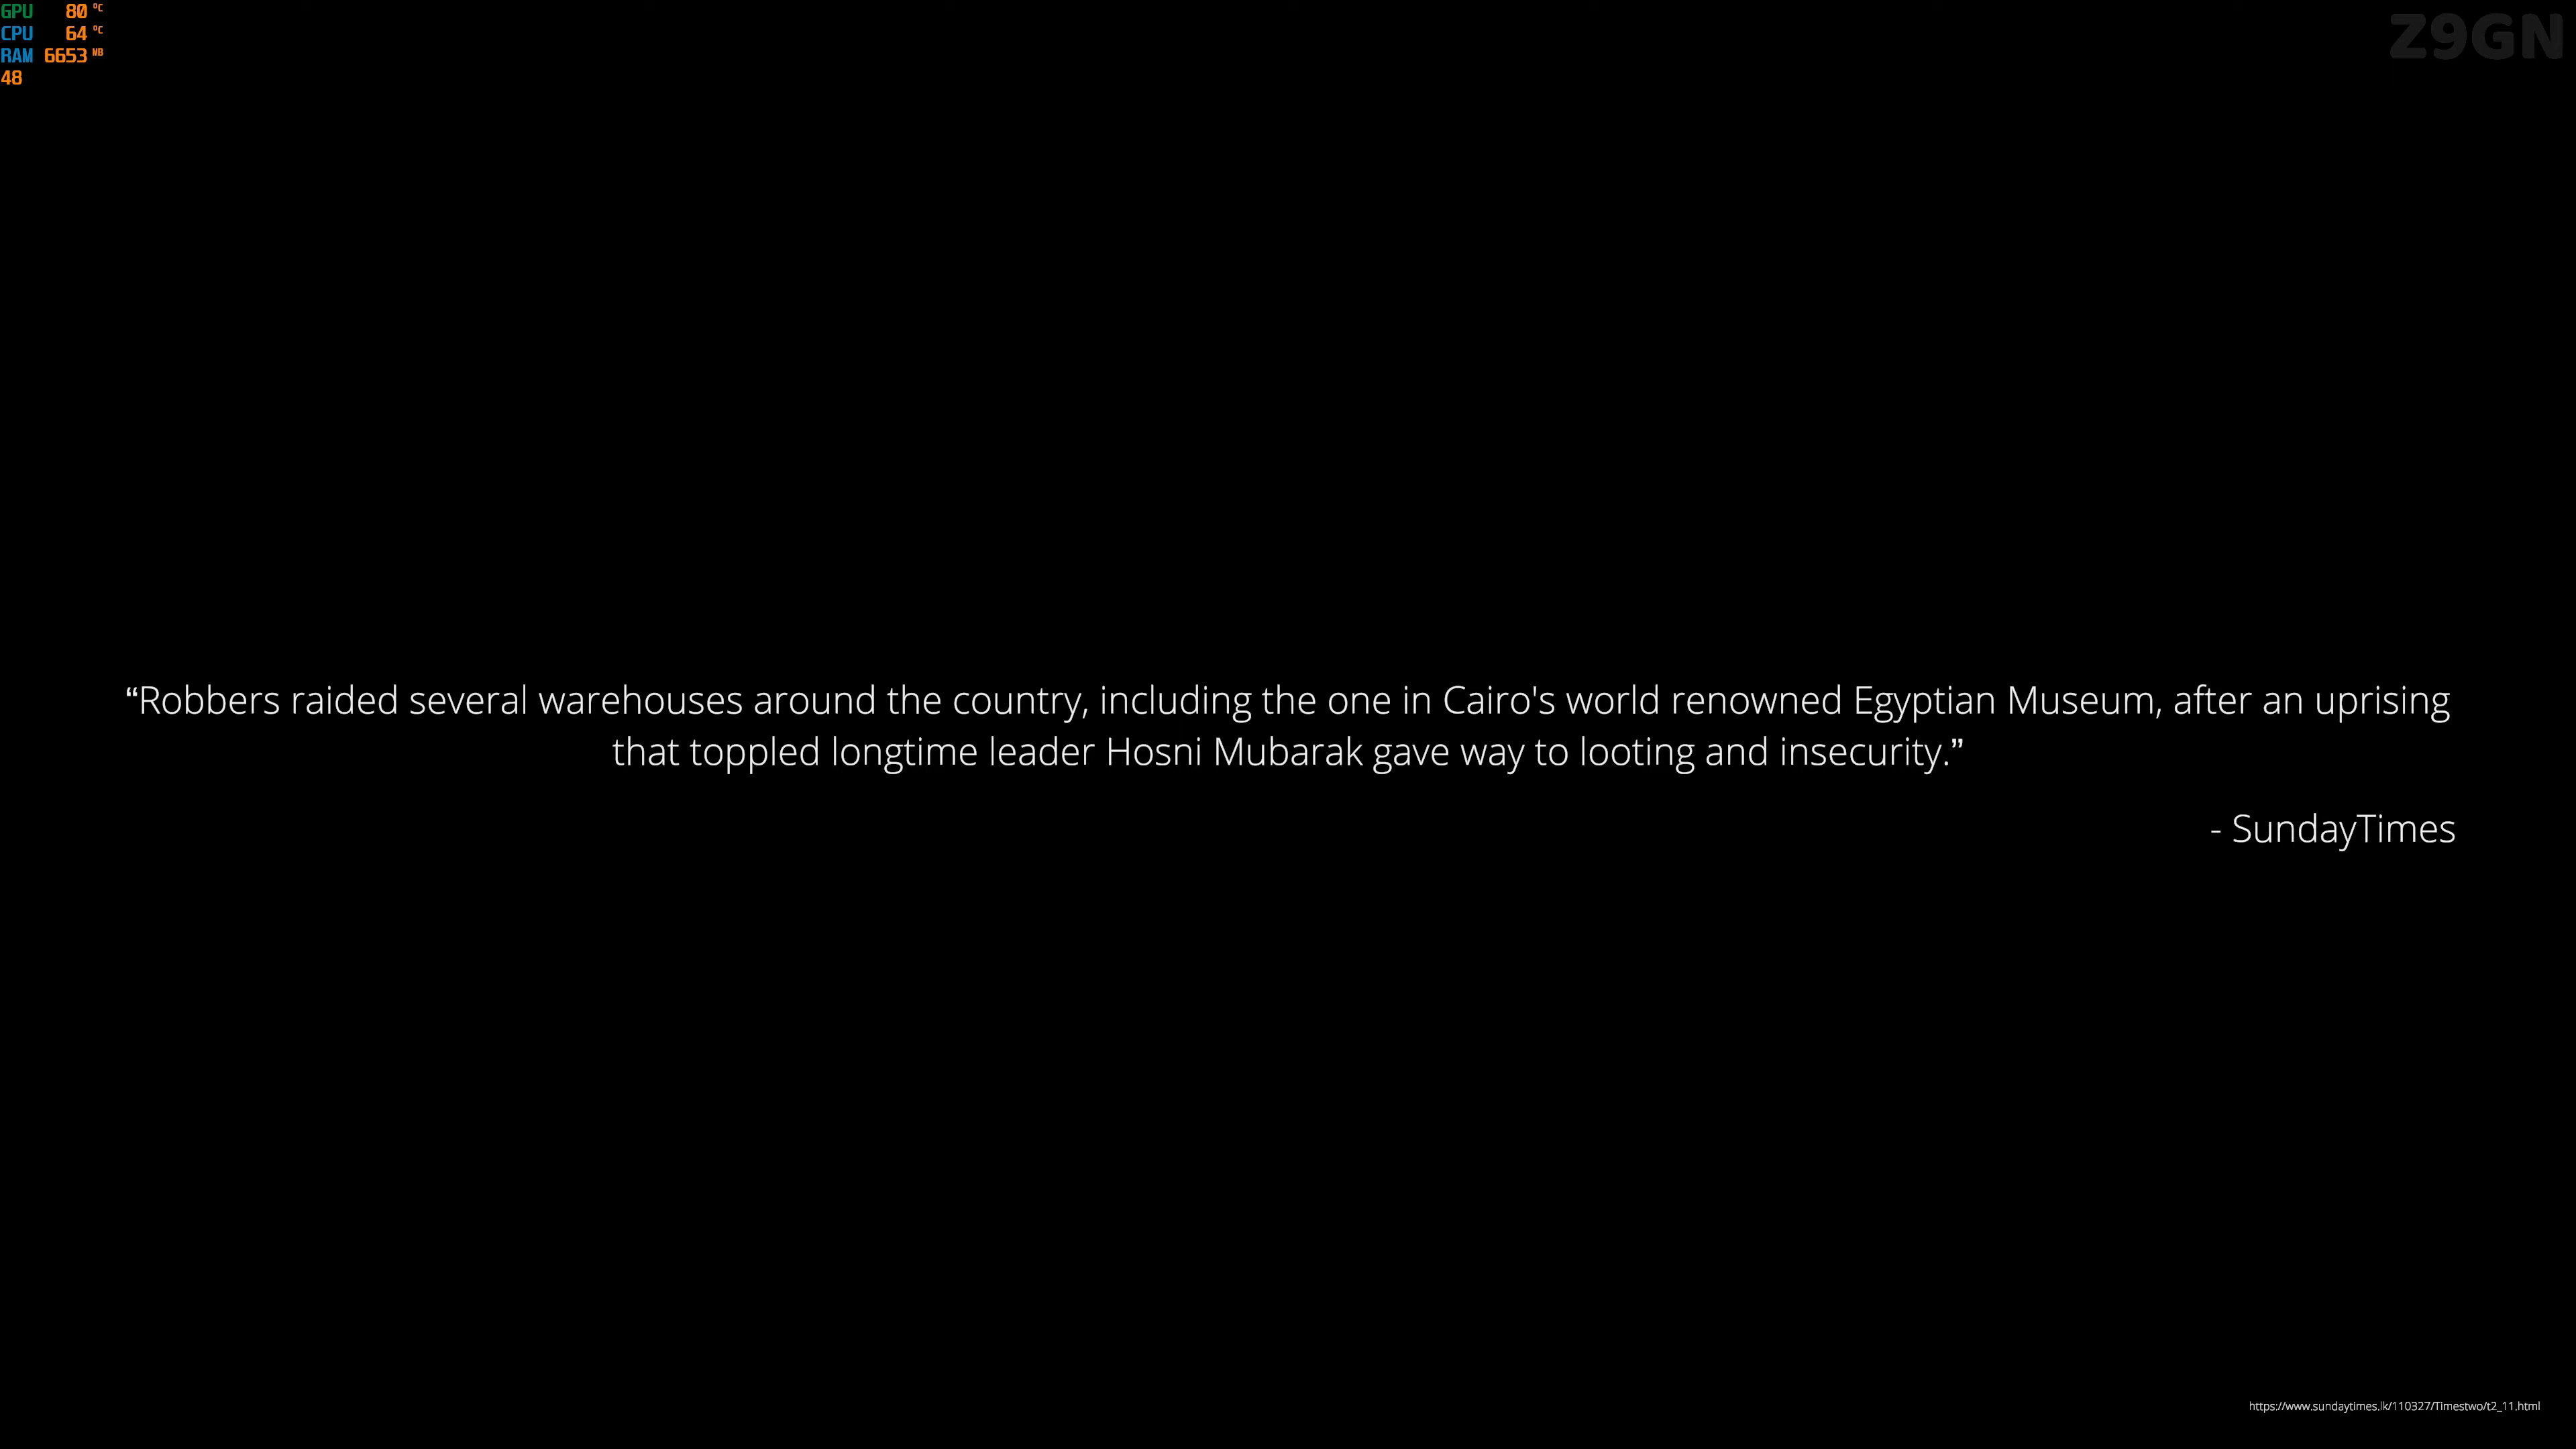 GPU 80 °C
CPU 64 °C
RAM 6653 MB
48
Z9GN
“Robbers raided several warehouses around the country, including the one in Cairo's world renowned Egyptian Museum, after an uprising
that toppled longtime leader Hosni Mubarak gave way to looting and insecurity.”
- SundayTimes
https://www.sundaytimes.lk/110327/Timestwo/t2_11.html